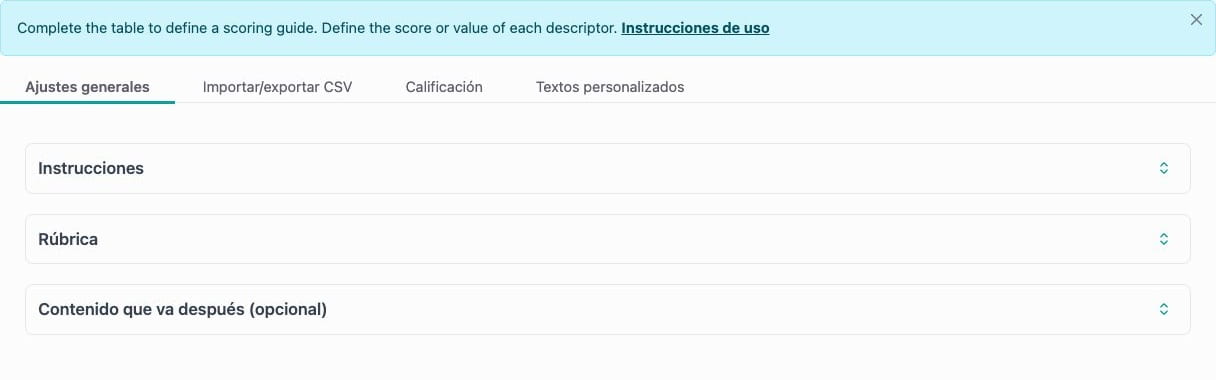 Complete the table to define a scoring guide. Define the score or value of each descriptor. Instrucciones de uso
Ajustes generales Importar/exportar CSV Calificación Textos personalizados
Instrucciones
Rúbrica
Contenido que va después (opcional)